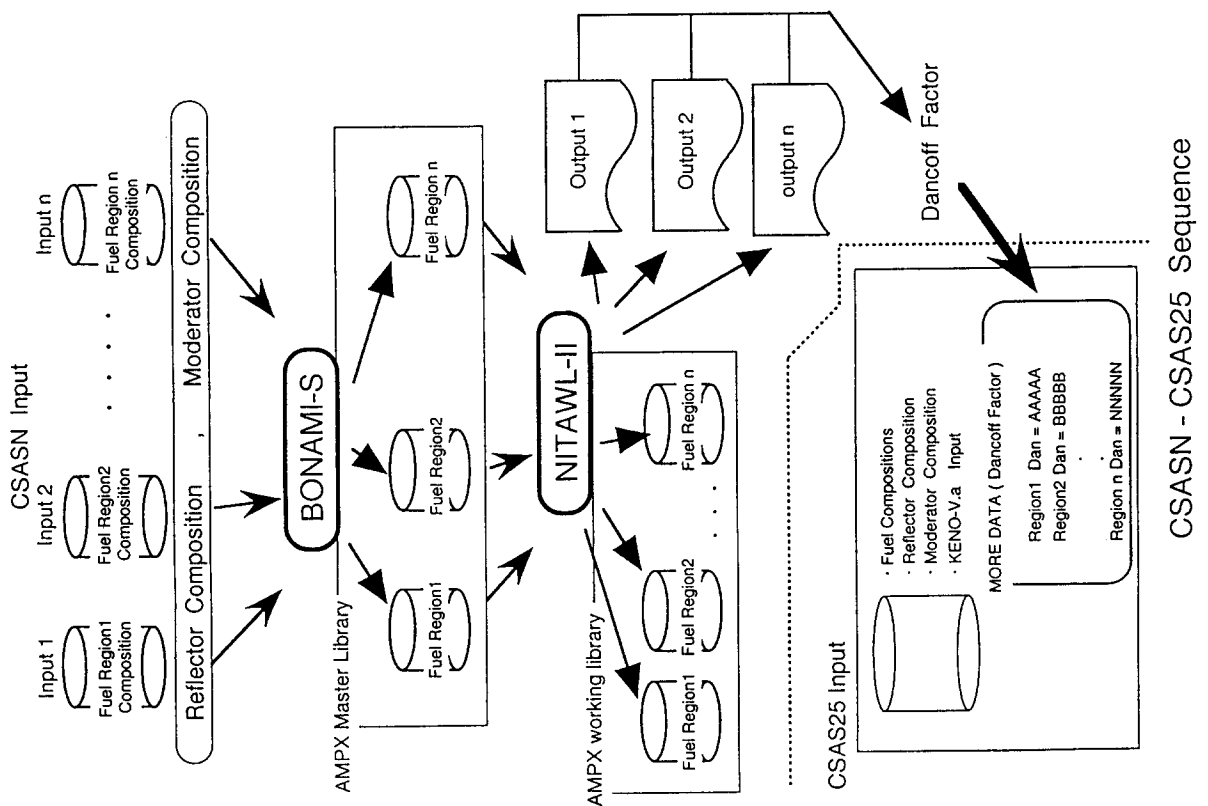 CSASN Input
Input 1
Input 2
Input n
Fuel Region1
Composition
Fuel Region2
Composition
. . . . .
Fuel Region n
Composition
Reflector Composition , Moderator Composition
BONAMI-S
AMPX Master Library
Fuel Region1
Fuel Region2
Fuel Region n
NITAWL-II
AMPX working library
Fuel Region1
Fuel Region2
. . . .
Fuel Region n
Output 1
Output 2
output n
Dancoff Factor
CSAS25 Input
· Fuel Compositions
· Reflector Composition
· Moderator Composition
· KENO-V.a Input
MORE DATA ( Dancoff Factor )
Region1 Dan = AAAAA
Region2 Dan = BBBBB
. .
Region n Dan = NNNNN
CSASN - CSAS25 Sequence